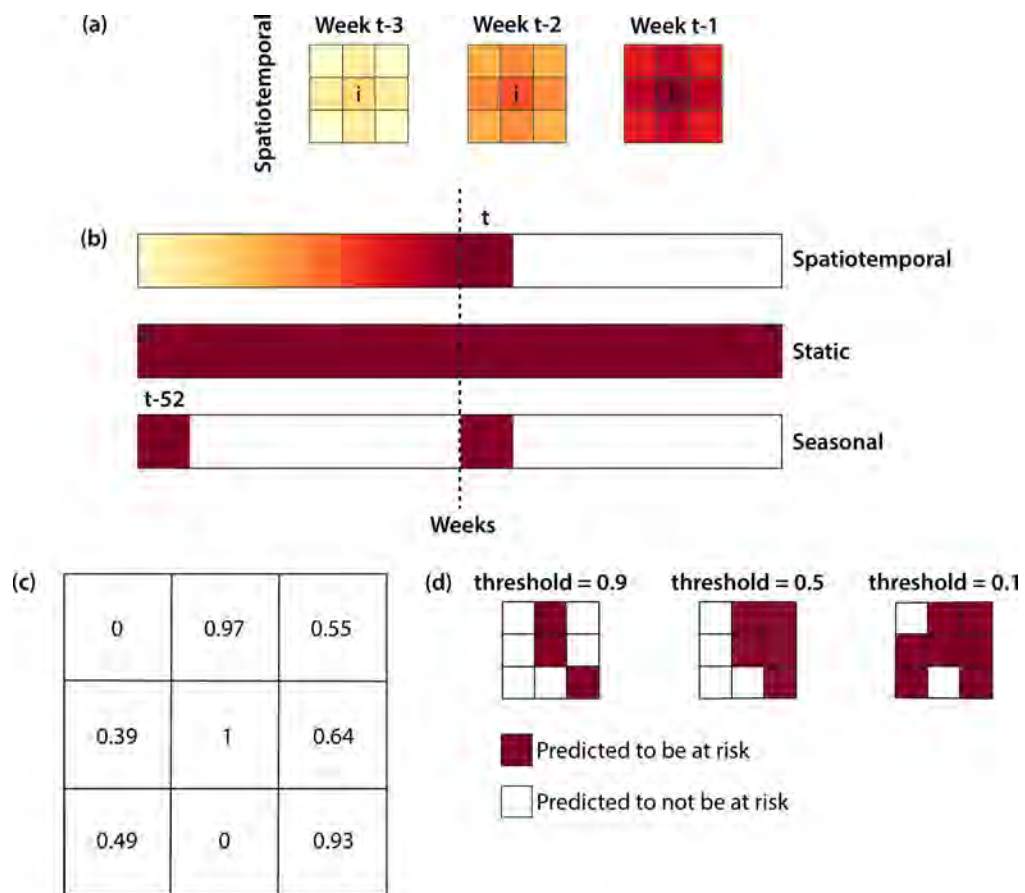 (a)
Spatiotemporal
Week t-3
Week t-2
Week t-1
i
i
i
(b)
t
Spatiotemporal
Static
t-52
Seasonal
Weeks
(c)
0 0.97 0.55
0.39 1 0.64
0.49 0 0.93
(d)
threshold = 0.9
threshold = 0.5
threshold = 0.1
Predicted to be at risk
Predicted to not be at risk